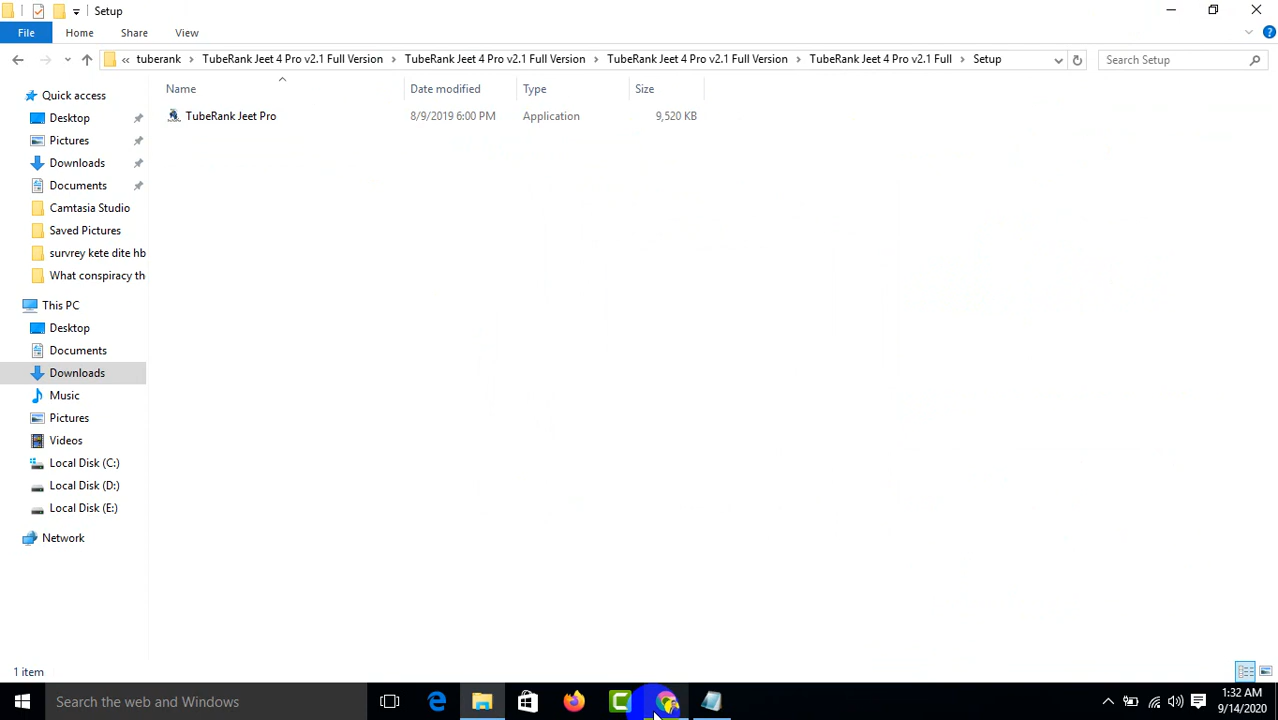 Setup
File Home Share View
« tuberank TubeRank Jeet 4 Pro v2.1 Full Version TubeRank Jeet 4 Pro v2.1 Full Version TubeRank Jeet 4 Pro v2.1 Full Version TubeRank Jeet 4 Pro v2.1 Full Setup
Search Setup
Name Date modified Type Size
TubeRank Jeet Pro 8/9/2019 6:00 PM Application 9,520 KB
Quick access
Desktop
Pictures
Downloads
Documents
Camtasia Studio
Saved Pictures
survrey kete dite hb
What conspiracy th
This PC
Desktop
Documents
Downloads
Music
Pictures
Videos
Local Disk (C:)
Local Disk (D:)
Local Disk (E:)
Network
1 item
Search the web and Windows
1:32 AM
9/14/2020